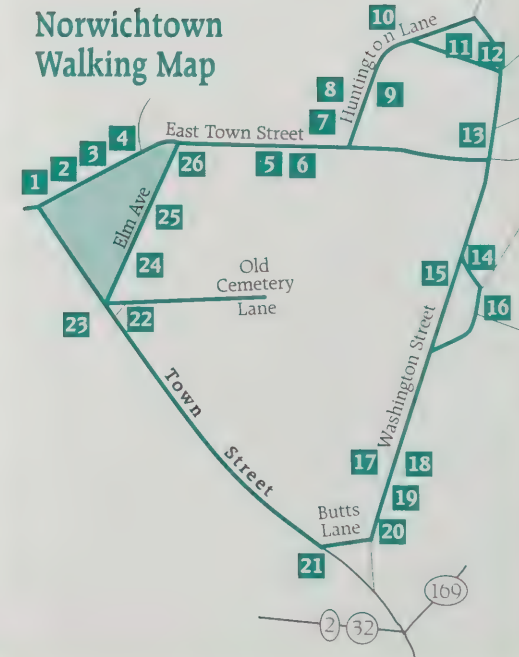 Norwichtown
Walking Map
10
Huntington Lane
11
12
8
9
7
4
East Town Street
13
3
2
1
26
5
6
Elm Ave
25
24
Old
Cemetery
Lane
14
15
16
23
22
Washington Street
Town
Street
17
18
19
Butts
Lane
20
21
169
2
32